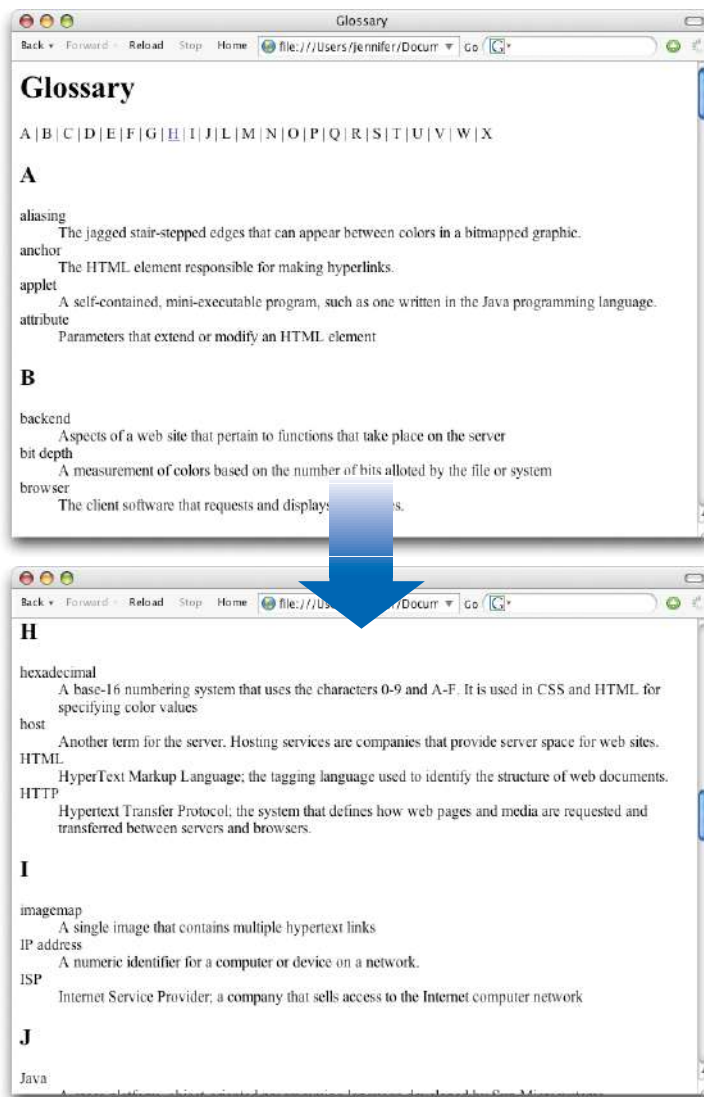 Glossary
Back Forward Reload Stop Home file:///Users/jennifer/Docum Go G
Glossary
A | B | C | D | E | F | G | H | I | J | L | M | N | O | P | Q | R | S | T | U | V | W | X
A
aliasing
The jagged stair-stepped edges that can appear between colors in a bitmapped graphic.
anchor
The HTML element responsible for making hyperlinks.
applet
A self-contained, mini-executable program, such as one written in the Java programming language.
attribute
Parameters that extend or modify an HTML element
B
backend
Aspects of a web site that pertain to functions that take place on the server
bit depth
A measurement of colors based on the number of bits alloted by the file or system
browser
The client software that requests and displays
Back Forward Reload Stop Home file:///Us /Docum Go G
H
hexadecimal
A base-16 numbering system that uses the characters 0-9 and A-F. It is used in CSS and HTML for
specifying color values
host
Another term for the server. Hosting services are companies that provide server space for web sites.
HTML
HyperText Markup Language; the tagging language used to identify the structure of web documents.
HTTP
Hypertext Transfer Protocol; the system that defines how web pages and media are requested and
transferred between servers and browsers.
I
imagemap
A single image that contains multiple hypertext links
IP address
A numeric identifier for a computer or device on a network.
ISP
Internet Service Provider; a company that sells access to the Internet computer network
J
Java